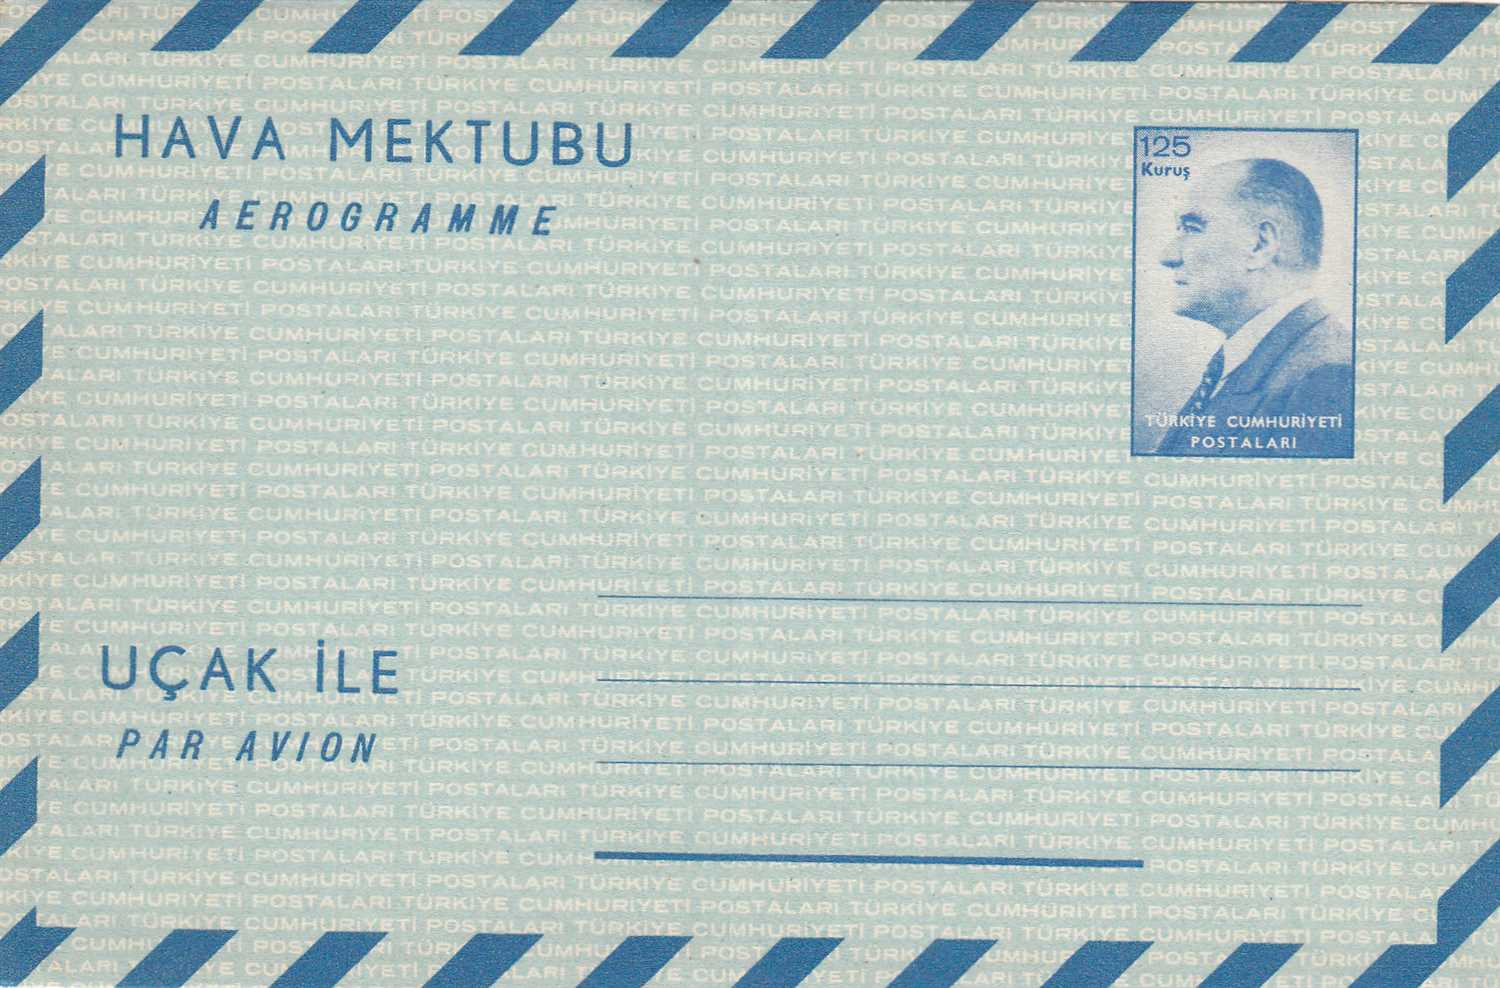 HAVA MEKTUBU
AEROGRAMME
125
Kuruş
TÜRKİYE CUMHURİYETİ
POSTALARI
UÇAK İLE
PAR AVION